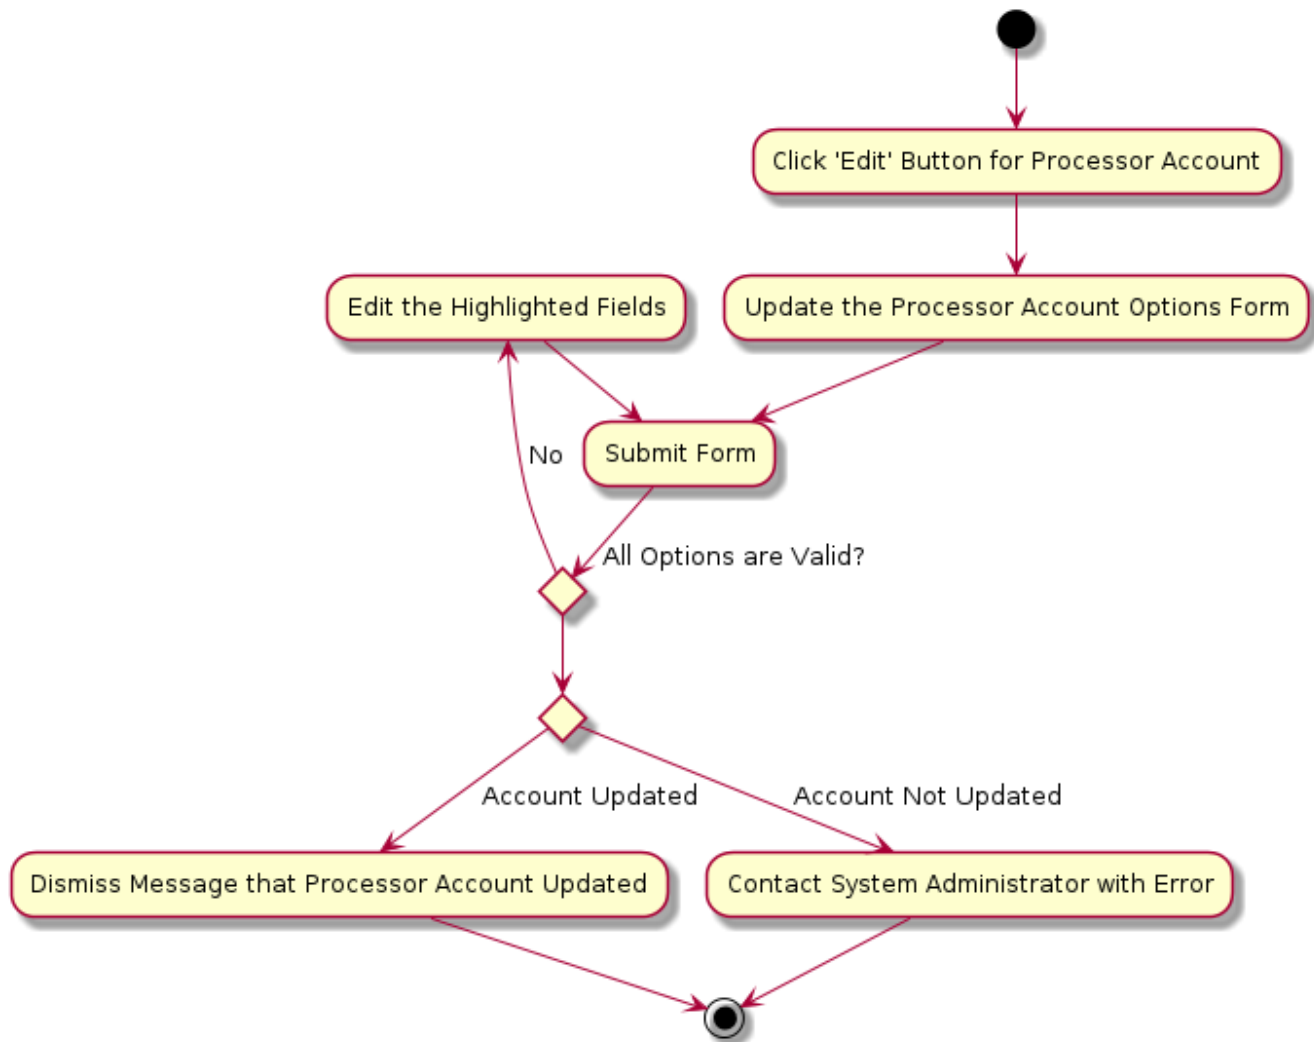 Click 'Edit' Button for Processor Account
Edit the Highlighted Fields
Update the Processor Account Options Form
No
Submit Form
All Options are Valid?
Account Updated
Account Not Updated
Dismiss Message that Processor Account Updated
Contact System Administrator with Error